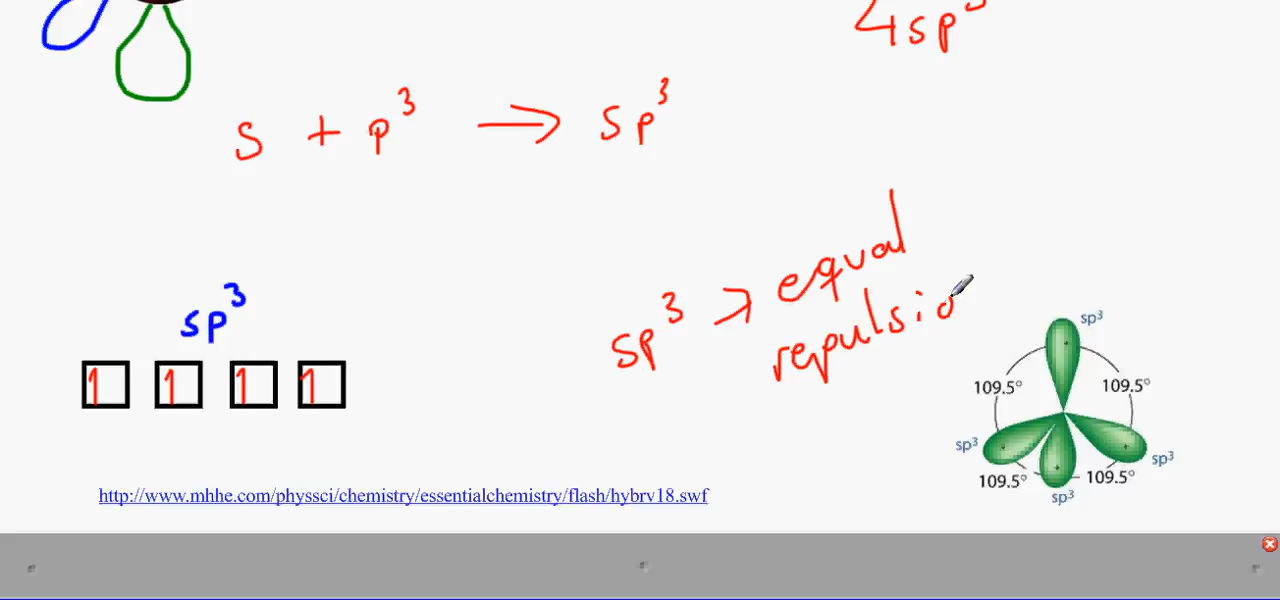 4sp³
s + p³ → sp³
sp³
1 1 1 1
sp³ → equal
repulsio
sp³
109.5° 109.5°
sp³ sp³
109.5° 109.5°
sp³
http://www.mhhe.com/physsci/chemistry/essentialchemistry/flash/hybrv18.swf